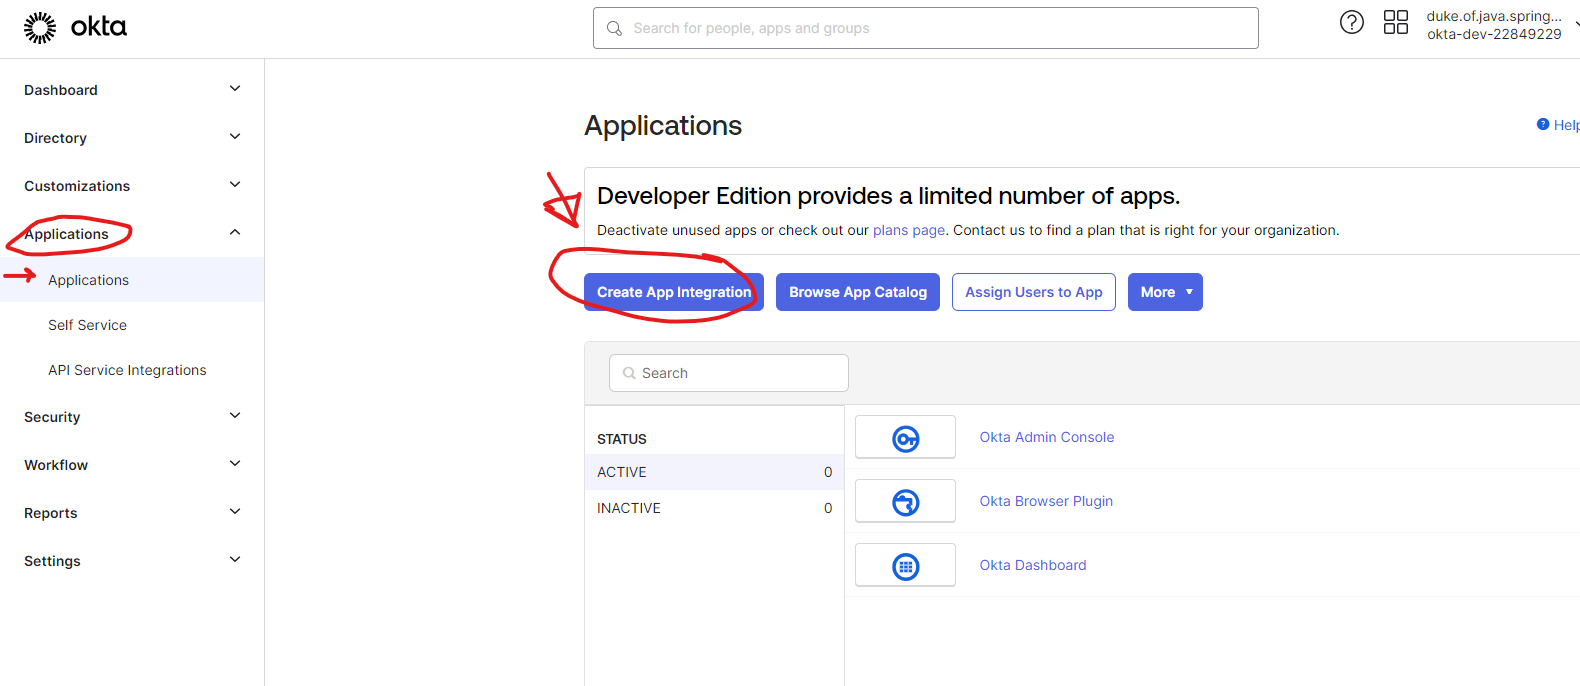 okta
Search for people, apps and groups
duke.of.java.spring...
okta-dev-22849229
Dashboard
Directory
Customizations
Applications
Applications
Self Service
API Service Integrations
Security
Workflow
Reports
Settings
Applications
Help
Developer Edition provides a limited number of apps.
Deactivate unused apps or check out our plans page. Contact us to find a plan that is right for your organization.
Create App Integration
Browse App Catalog
Assign Users to App
More
Search
STATUS
ACTIVE 0
INACTIVE 0
Okta Admin Console
Okta Browser Plugin
Okta Dashboard